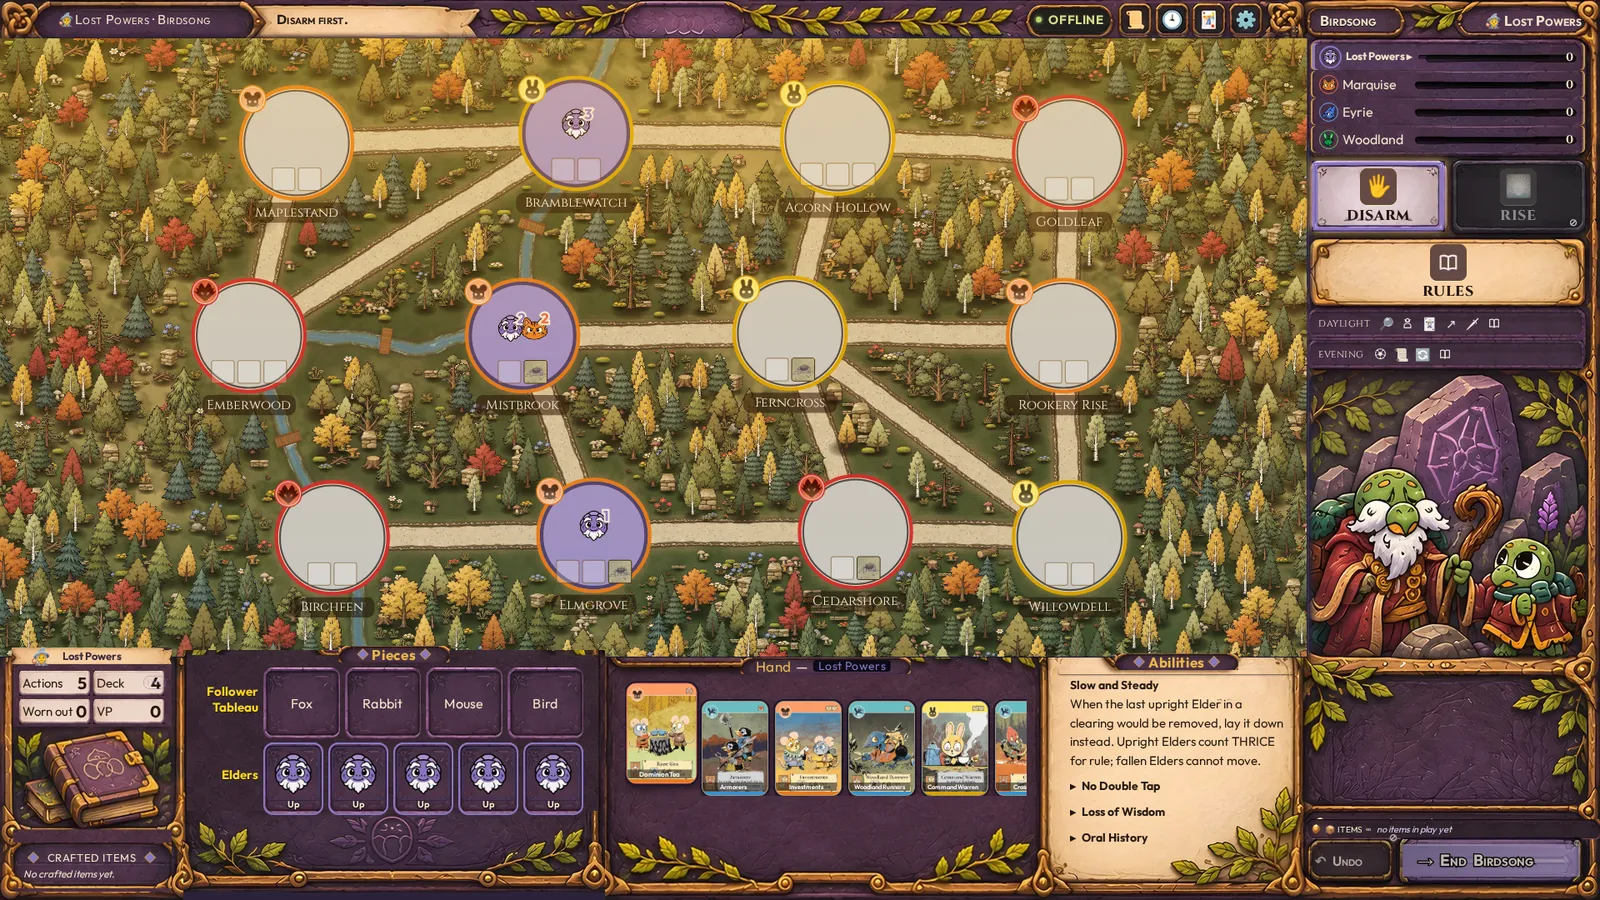 Lost Powers · Birdsong
Disarm first.
OFFLINE
Birdsong
Lost Powers
Lost Powers ▸ 0
Marquise 0
Eyrie 0
Woodland 0
DISARM
RISE
RULES
DAYLIGHT
EVENING
3
Maplestand
Bramblewatch
Acorn Hollow
Goldleaf
2
2
Emberwood
Mistbrook
Ferncross
Rookery Rise
1
Birchfen
Elmgrove
Cedarshore
Willowdell
Lost Powers
Actions 5
Deck 4
Worn out 0
VP 0
CRAFTED ITEMS
No crafted items yet.
Pieces
Follower Tableau
Fox
Rabbit
Mouse
Bird
Elders
Up
Up
Up
Up
Up
Hand — Lost Powers
Armorers
Investments
Woodland Runners
Command Warren
Abilities
Slow and Steady
When the last upright Elder in a
clearing would be removed, lay it down
instead. Upright Elders count THRICE
for rule; fallen Elders cannot move.
▸ No Double Tap
▸ Loss of Wisdom
▸ Oral History
ITEMS
no items in play yet
Undo
→ End Birdsong